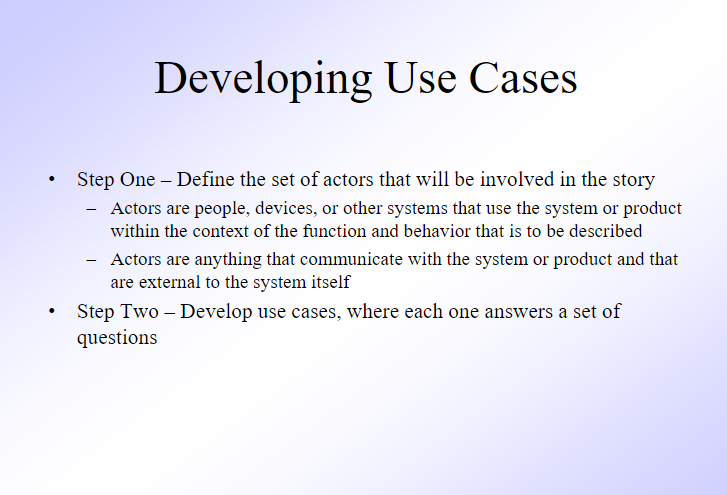 Developing Use Cases
• Step One – Define the set of actors that will be involved in the story
– Actors are people, devices, or other systems that use the system or product
within the context of the function and behavior that is to be described
– Actors are anything that communicate with the system or product and that
are external to the system itself
• Step Two – Develop use cases, where each one answers a set of
questions